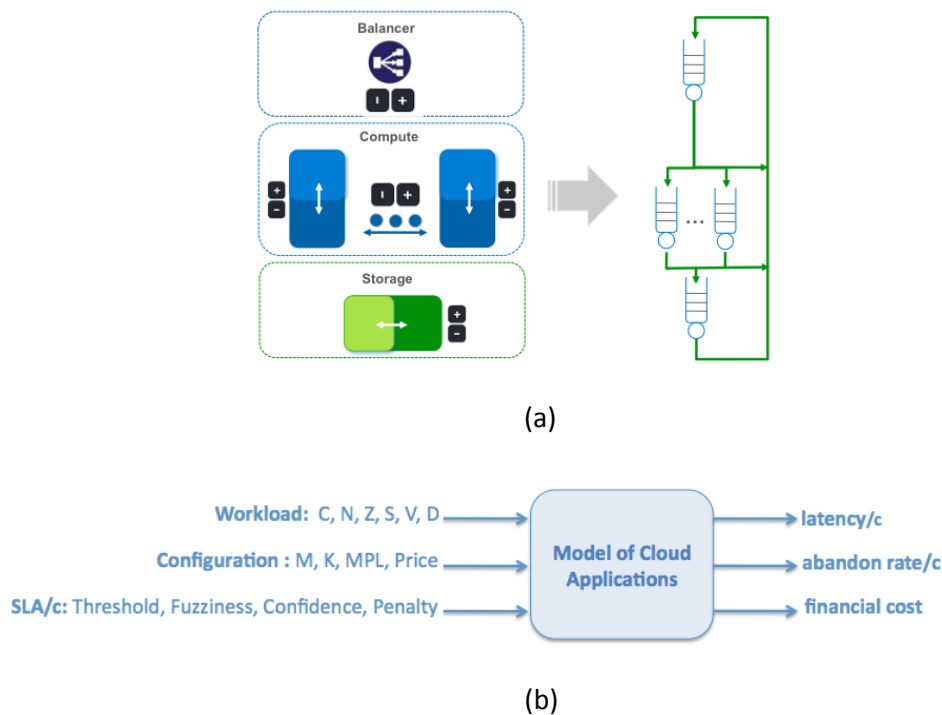 Balancer
Compute
...
Storage
(a)
Workload: C, N, Z, S, V, D
Configuration : M, K, MPL, Price
SLA/c: Threshold, Fuzziness, Confidence, Penalty
Model of Cloud
Applications
latency/c
abandon rate/c
financial cost
(b)